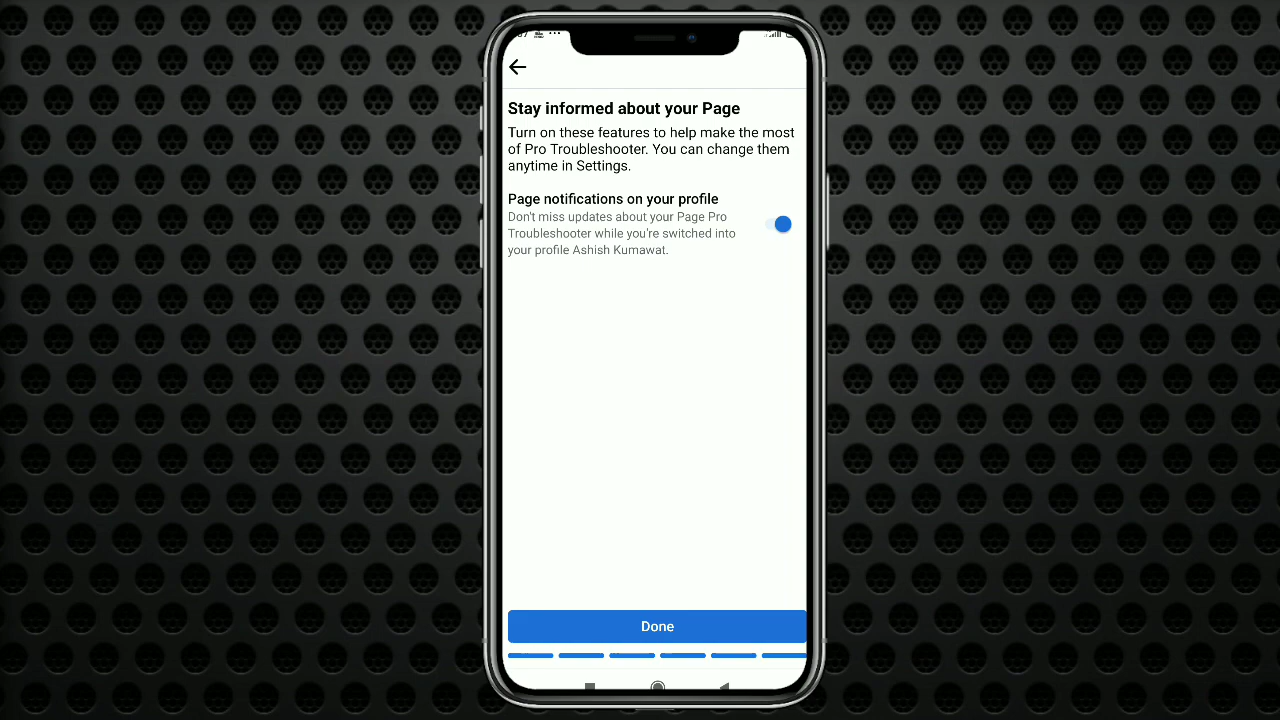 Stay informed about your Page
Turn on these features to help make the most
of Pro Troubleshooter. You can change them
anytime in Settings.
Page notifications on your profile
Don't miss updates about your Page Pro
Troubleshooter while you're switched into
your profile Ashish Kumawat.
Done